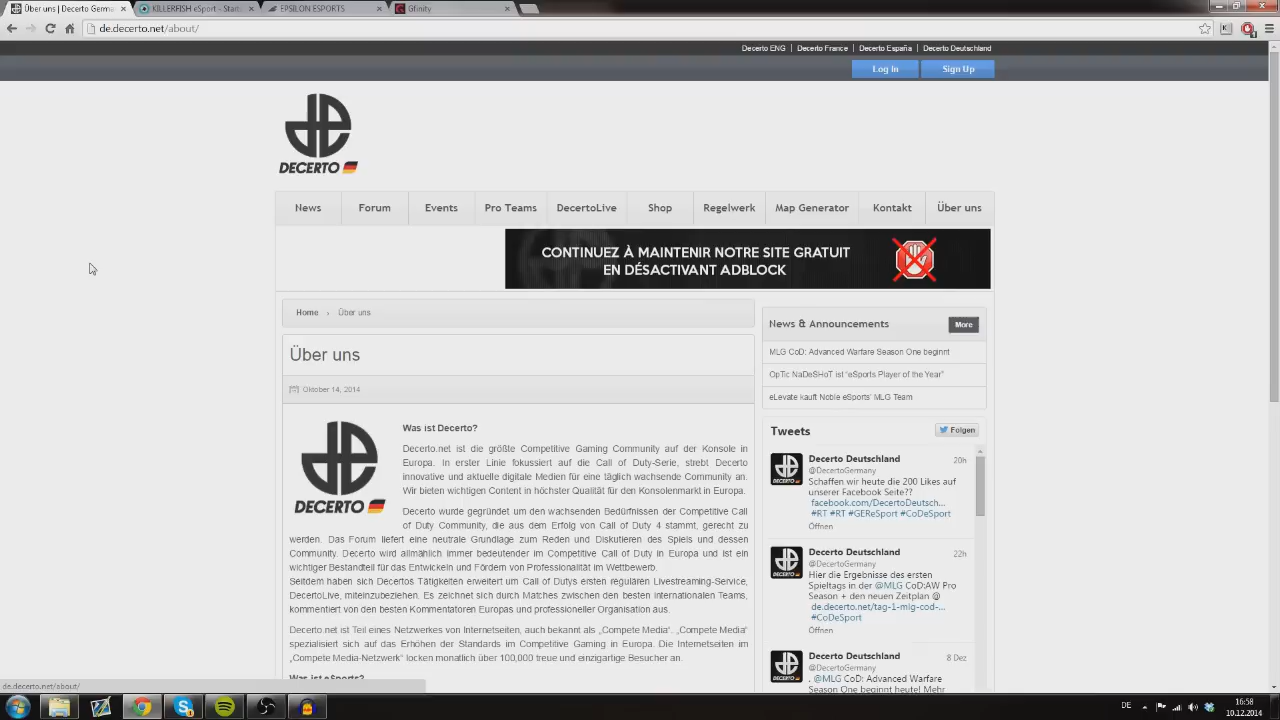 Über uns | Decerto Germa
KILLERFISH eSport - Starts
EPSILON ESPORTS
Gfinity
de.decerto.net/about/
Decerto ENG | Decerto France | Decerto España | Decerto Deutschland
Log in
Sign Up
DECERTO
News
Forum
Events
Pro Teams
DecertoLive
Shop
Regelwerk
Map Generator
Kontakt
Über uns
CONTINUEZ À MAINTENIR NOTRE SITE GRATUIT
EN DÉSACTIVANT ADBLOCK
Home › Über uns
Über uns
Oktober 14, 2014
DECERTO
Was ist Decerto?
Decerto.net ist die größte Competitive Gaming Community auf der Konsole in
Europa. In erster Linie fokussiert auf die Call of Duty-Serie, strebt Decerto
innovative und aktuelle digitale Medien für eine täglich wachsende Community an.
Wir bieten wichtigen Content in höchster Qualität für den Konsolenmarkt in Europa.
Decerto wurde gegründet um den wachsenden Bedürfnissen der Competitive Call
of Duty Community, die aus dem Erfolg von Call of Duty 4 stammt, gerecht zu
werden. Das Forum liefert eine neutrale Grundlage zum Reden und Diskutieren des Spiels und dessen
Community. Decerto wird allmählich immer bedeutender im Competitive Call of Duty in Europa und ist ein
wichtiger Bestandteil für das Entwickeln und Fördern von Professionalität im Wettbewerb.
Seitdem haben sich Decertos Tätigkeiten erweitert um Call of Dutys ersten regulären Livestreaming-Service,
DecertoLive, miteinzubeziehen. Es zeichnet sich durch Matches zwischen den besten internationalen Teams,
kommentiert von den besten Kommentatoren Europas und professioneller Organisation aus.
Decerto.net ist Teil eines Netzwerkes von Internetseiten, auch bekannt als „Compete Media“. „Compete Media“
spezialisiert sich auf das Erhöhen der Standards im Competitive Gaming in Europa. Die Internetseiten im
„Compete Media-Netzwerk“ locken monatlich über 100,000 treue und einzigartige Besucher an.
Was ist eSports?
News & Announcements
More
MLG CoD: Advanced Warfare Season One beginnt
OpTic NaDeSHoT ist “eSports Player of the Year”
eLevate kauft Noble eSports’ MLG Team
Tweets
Folgen
Decerto Deutschland 20h
@DecertoGermany
Schaffen wir heute die 200 Likes auf
unserer Facebook Seite??
facebook.com/DecertoDeutsch...
#RT #RT #GEReSport #CoDeSport
Öffnen
Decerto Deutschland 22h
@DecertoGermany
Hier die Ergebnisse des ersten
Spieltags in der @MLG CoD:AW Pro
Season + den neuen Zeitplan @
de.decerto.net/tag-1-mlg-cod-...
#CoDeSport
Öffnen
Decerto Deutschland 8 Dez
@DecertoGermany
. @MLG CoD: Advanced Warfare
Season One beginnt heute! Mehr
de.decerto.net/about/
DE
16:58
10.12.2014